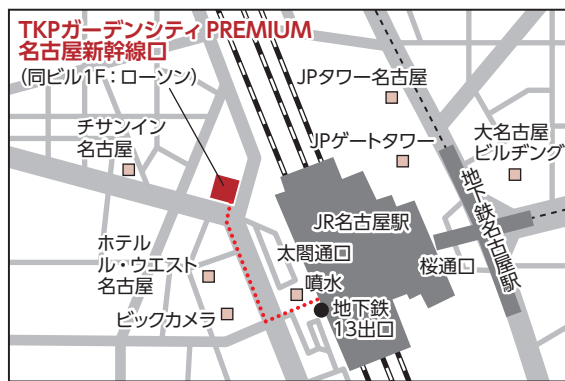 TKPガーデンシティ PREMIUM
名古屋新幹線口
(同ビル1F：ローソン)
JPタワー名古屋
チサンイン
名古屋
JPゲートタワー
大名古屋
ビルヂング
地下鉄名古屋駅
JR名古屋駅
太閤通口
桜通口
ホテル
ル・ウエスト
名古屋
噴水
ビックカメラ
地下鉄
13出口